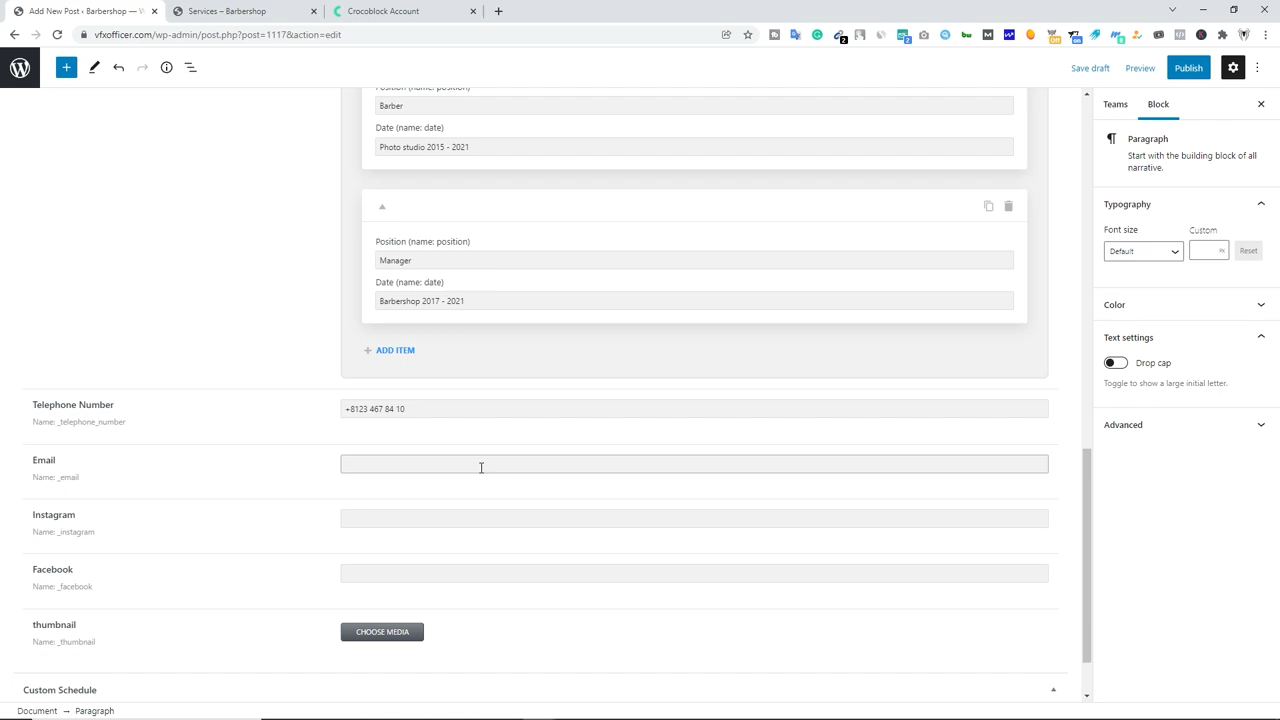 Add New Post ‹ Barbershop — W
Services – Barbershop
Crocoblock Account
vfxofficer.com/wp-admin/post.php?post=1117&action=edit
Save draft
Preview
Publish
Position (name: position)
Barber
Date (name: date)
Photo studio 2015 - 2021
Position (name: position)
Manager
Date (name: date)
Barbershop 2017 - 2021
ADD ITEM
Telephone Number
Name: _telephone_number
+8123 467 84 10
Email
Name: _email
Instagram
Name: _instagram
Facebook
Name: _facebook
thumbnail
Name: _thumbnail
CHOOSE MEDIA
Custom Schedule
Document → Paragraph
Teams
Block
Paragraph
Start with the building block of all
narrative.
Typography
Font size
Custom
Default
PX
Reset
Color
Text settings
Drop cap
Toggle to show a large initial letter.
Advanced